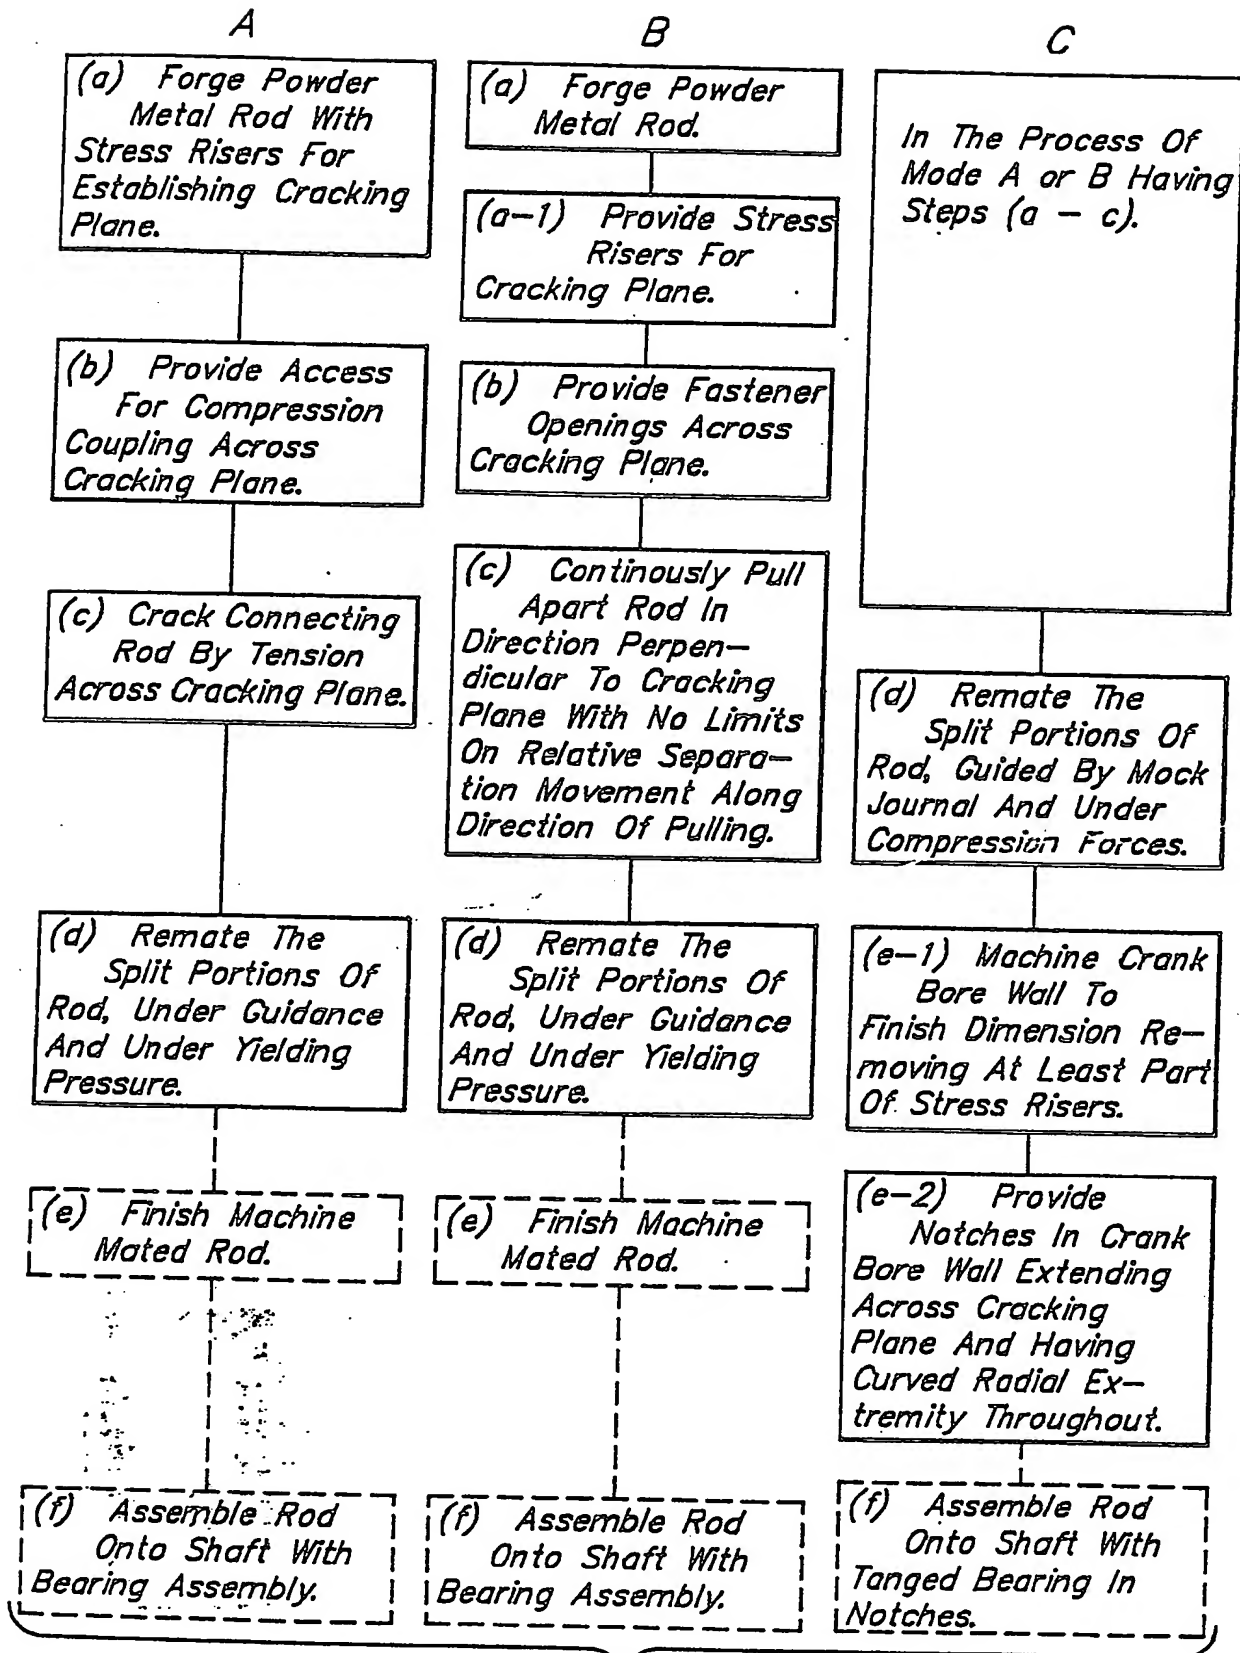 A
(a) Forge Powder
Metal Rod With
Stress Risers For
Establishing Cracking
Plane.
(b) Provide Access
For Compression
Coupling Across
Cracking Plane.
(c) Crack Connecting
Rod By Tension
Across Cracking Plane.
(d) Remate The
Split Portions Of
Rod, Under Guidance
And Under Yielding
Pressure.
(e) Finish Machine
Mated Rod.
(f) Assemble Rod
Onto Shaft With
Bearing Assembly.
B
(a) Forge Powder
Metal Rod.
(a-1) Provide Stress
Risers For
Cracking Plane.
(b) Provide Fastener
Openings Across
Cracking Plane.
(c) Continously Pull
Apart Rod In
Direction Perpen-
dicular To Cracking
Plane With No Limits
On Relative Separa-
tion Movement Along
Direction Of Pulling.
(d) Remate The
Split Portions Of
Rod, Under Guidance
And Under Yielding
Pressure.
(e) Finish Machine
Mated Rod.
(f) Assemble Rod
Onto Shaft With
Bearing Assembly.
C
In The Process Of
Mode A or B Having
Steps (a - c).
(d) Remate The
Split Portions Of
Rod, Guided By Mock
Journal And Under
Compression Forces.
(e-1) Machine Crank
Bore Wall To
Finish Dimension Re-
moving At Least Part
Of Stress Risers.
(e-2) Provide
Notches In Crank
Bore Wall Extending
Across Cracking
Plane And Having
Curved Radial Ex-
tremity Throughout.
(f) Assemble Rod
Onto Shaft With
Tanged Bearing In
Notches.